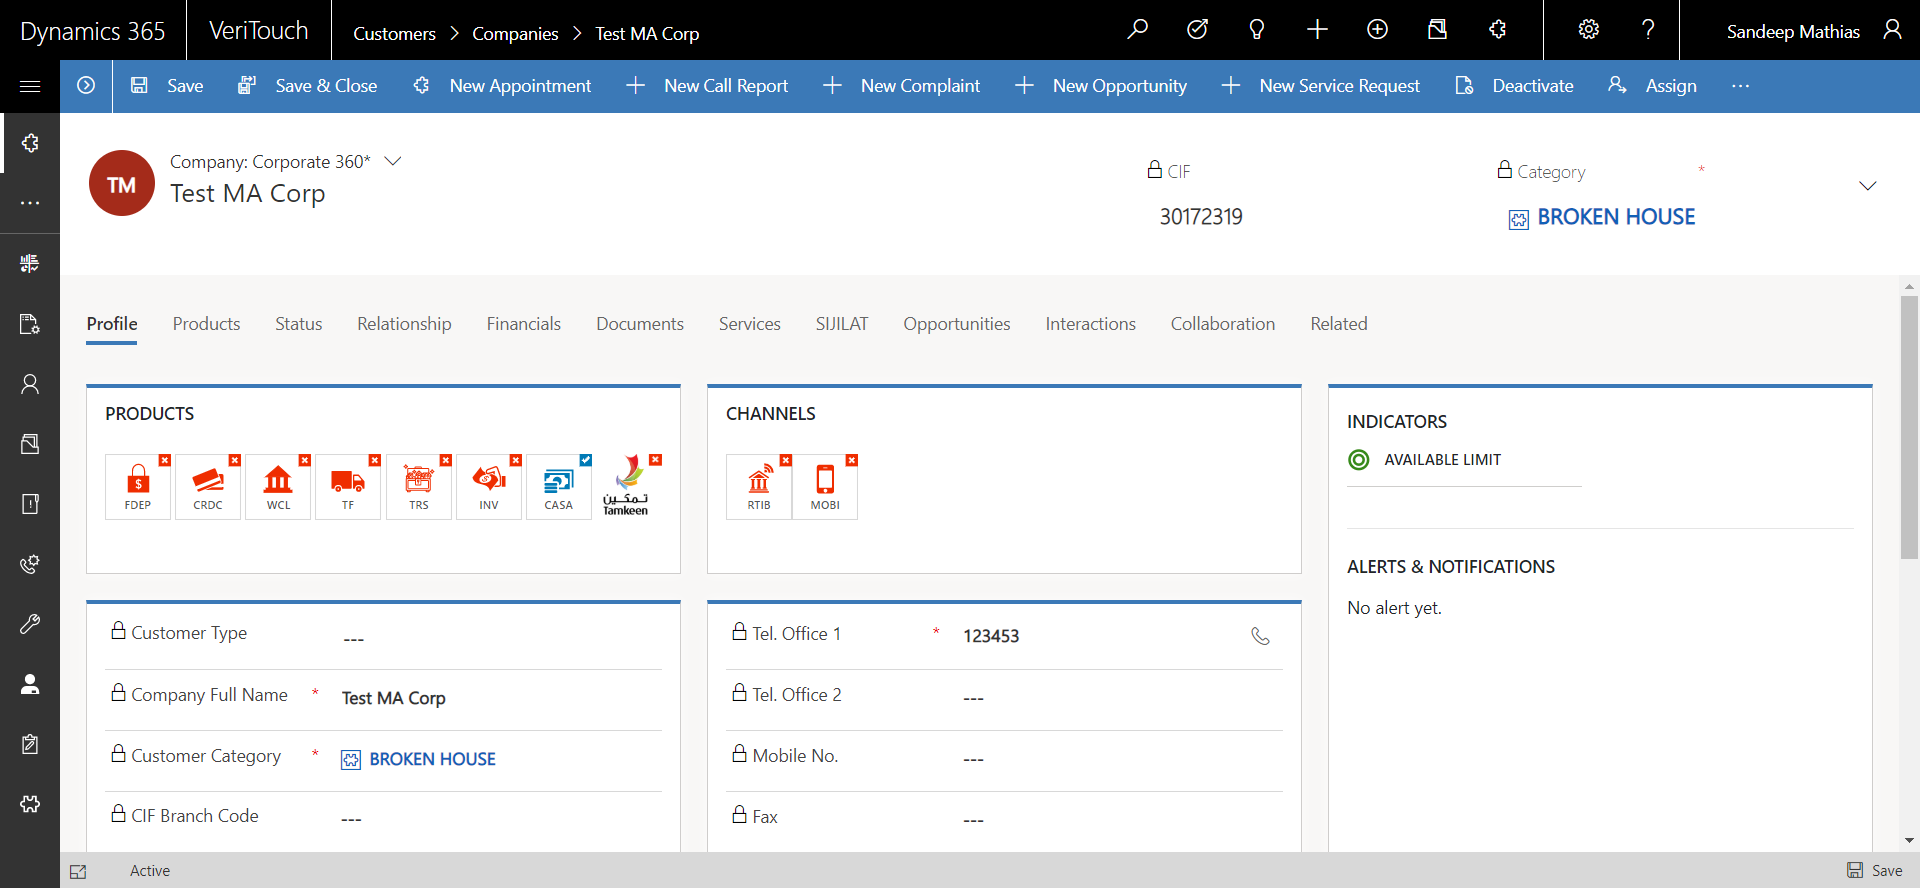 Dynamics 365
VeriTouch
Customers > Companies > Test MA Corp
Sandeep Mathias
Save
Save & Close
New Appointment
New Call Report
New Complaint
New Opportunity
New Service Request
Deactivate
Assign
TM
Company: Corporate 360*
Test MA Corp
CIF
30172319
Category *
BROKEN HOUSE
Profile
Products
Status
Relationship
Financials
Documents
Services
SIJILAT
Opportunities
Interactions
Collaboration
Related
PRODUCTS
FDEP
CRDC
WCL
TF
TRS
INV
CASA
تمكين
Tamkeen
CHANNELS
RTIB
MOBI
INDICATORS
AVAILABLE LIMIT
ALERTS & NOTIFICATIONS
No alert yet.
Customer Type ---
Company Full Name * Test MA Corp
Customer Category * BROKEN HOUSE
CIF Branch Code ---
Tel. Office 1 * 123453
Tel. Office 2 ---
Mobile No. ---
Fax ---
Active
Save